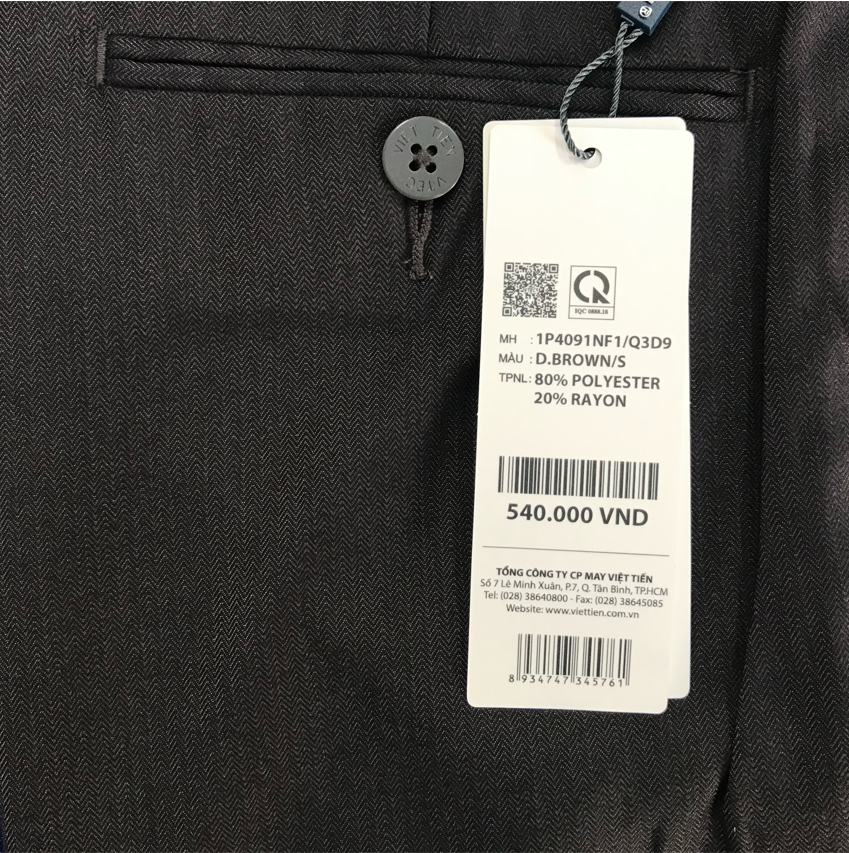 ®
VIET TIEN
VTEC
IQC 0888.18
MH : 1P4091NF1/Q3D9
MÀU : D.BROWN/S
TPNL: 80% POLYESTER
20% RAYON
540.000 VND
TỔNG CÔNG TY CP MAY VIỆT TIẾN
Số 7 Lê Minh Xuân, P.7, Q. Tân Bình, TP.HCM
Tel: (028) 38640800 - Fax: (028) 38645085
Website: www.viettien.com.vn
8 934747 345761